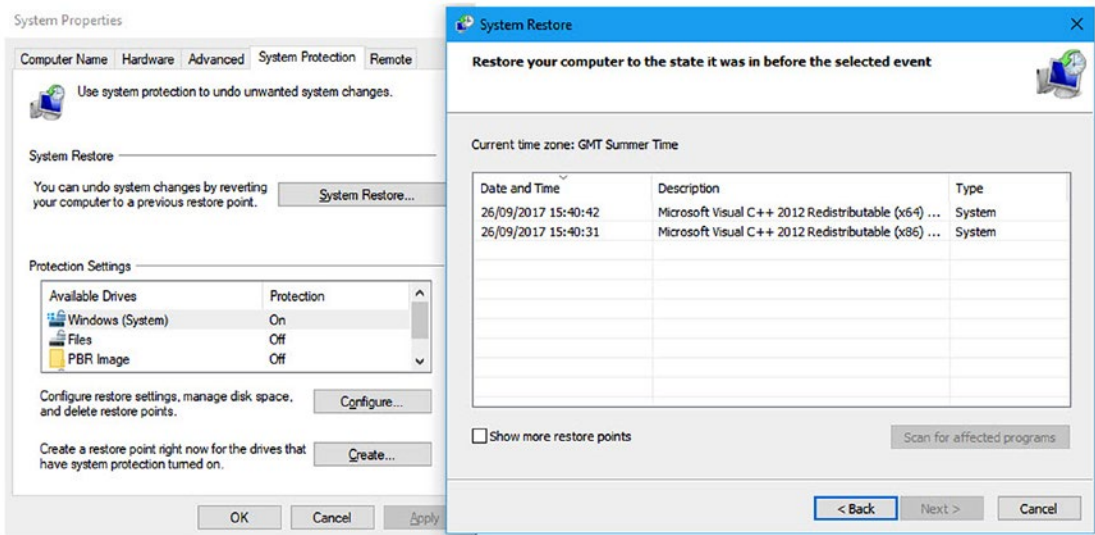 System Properties
Computer Name Hardware Advanced System Protection Remote
Use system protection to undo unwanted system changes.
System Restore
You can undo system changes by reverting
your computer to a previous restore point.
System Restore...
Protection Settings
Available Drives Protection
Windows (System) On
Files Off
PBR Image Off
Configure restore settings, manage disk space,
and delete restore points.
Configure...
Create a restore point right now for the drives that
have system protection turned on.
Create...
OK Cancel Apply
System Restore
Restore your computer to the state it was in before the selected event
Current time zone: GMT Summer Time
Date and Time Description Type
26/09/2017 15:40:42 Microsoft Visual C++ 2012 Redistributable (x64) ... System
26/09/2017 15:40:31 Microsoft Visual C++ 2012 Redistributable (x86) ... System
Show more restore points
Scan for affected programs
< Back Next > Cancel